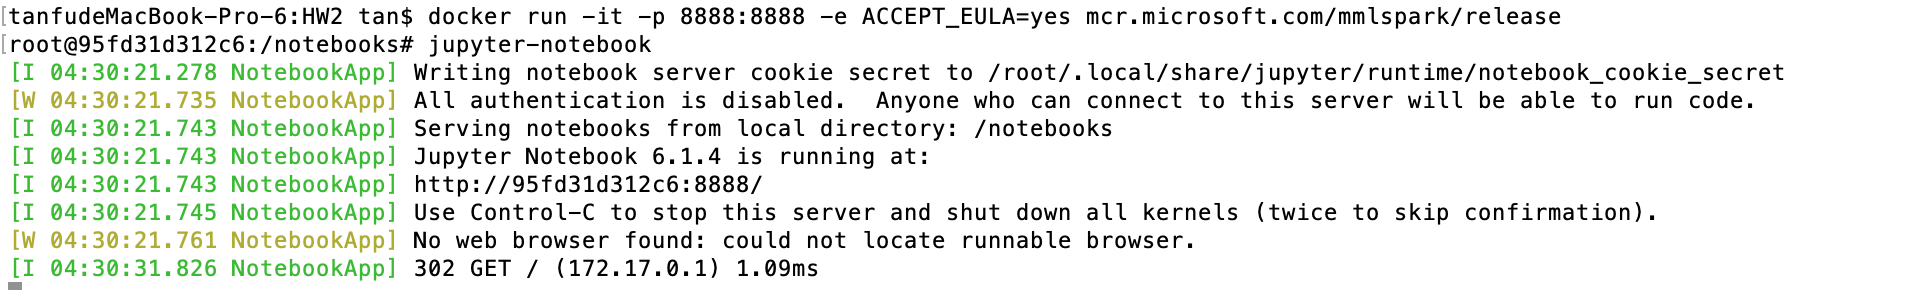 [tanfudeMacBook-Pro-6:HW2 tan$ docker run -it -p 8888:8888 -e ACCEPT_EULA=yes mcr.microsoft.com/mmlspark/release
[root@95fd31d312c6:/notebooks# jupyter-notebook
[I 04:30:21.278 NotebookApp] Writing notebook server cookie secret to /root/.local/share/jupyter/runtime/notebook_cookie_secret
[W 04:30:21.735 NotebookApp] All authentication is disabled.  Anyone who can connect to this server will be able to run code.
[I 04:30:21.743 NotebookApp] Serving notebooks from local directory: /notebooks
[I 04:30:21.743 NotebookApp] Jupyter Notebook 6.1.4 is running at:
[I 04:30:21.743 NotebookApp] http://95fd31d312c6:8888/
[I 04:30:21.745 NotebookApp] Use Control-C to stop this server and shut down all kernels (twice to skip confirmation).
[W 04:30:21.761 NotebookApp] No web browser found: could not locate runnable browser.
[I 04:30:31.826 NotebookApp] 302 GET / (172.17.0.1) 1.09ms